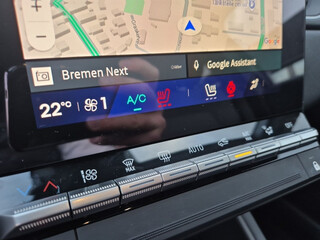 Bremen Next
Google Assistant
22°C
1
A/C
MAX
AUTO